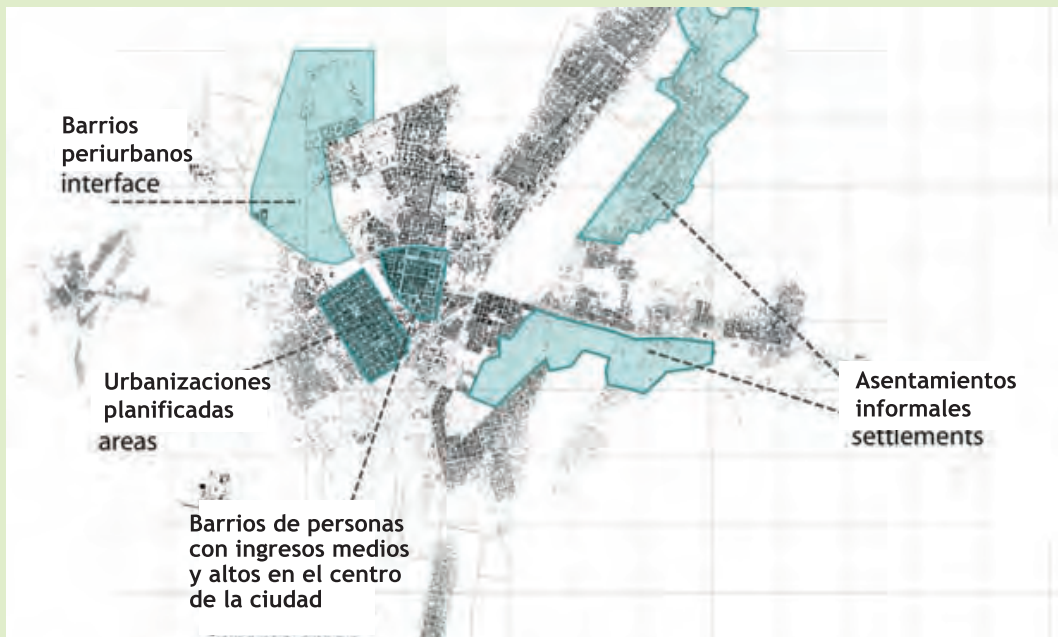 Barrios
periurbanos
interface
Urbanizaciones
planificadas
areas
Barrios de personas
con ingresos medios
y altos en el centro
de la ciudad
Asentamientos
informales
settlements